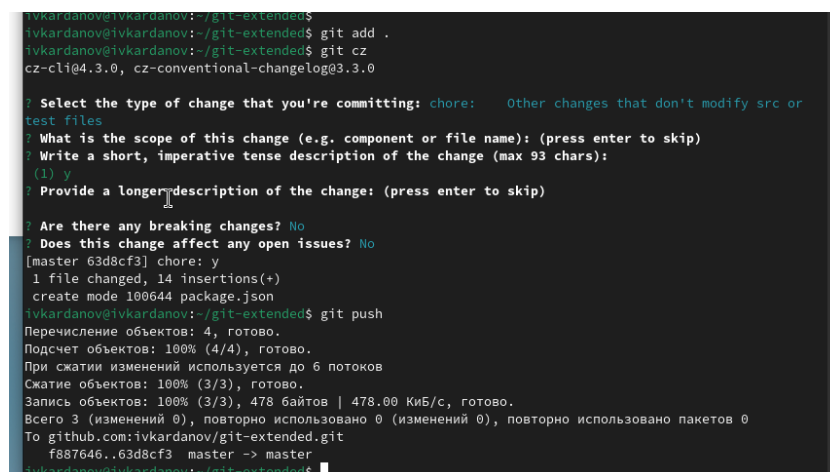 ivkardanov@ivkardanov:~/git-extended$
ivkardanov@ivkardanov:~/git-extended$ git add .
ivkardanov@ivkardanov:~/git-extended$ git cz
cz-cli@4.3.0, cz-conventional-changelog@3.3.0
? Select the type of change that you're committing: chore:    Other changes that don't modify src or
test files
? What is the scope of this change (e.g. component or file name): (press enter to skip)
? Write a short, imperative tense description of the change (max 93 chars):
(1) y
? Provide a longer description of the change: (press enter to skip)
? Are there any breaking changes? No
? Does this change affect any open issues? No
[master 63d8cf3] chore: y
1 file changed, 14 insertions(+)
create mode 100644 package.json
ivkardanov@ivkardanov:~/git-extended$ git push
Перечисление объектов: 4, готово.
Подсчет объектов: 100% (4/4), готово.
При сжатии изменений используется до 6 потоков
Сжатие объектов: 100% (3/3), готово.
Запись объектов: 100% (3/3), 478 байтов | 478.00 КиБ/с, готово.
Всего 3 (изменений 0), повторно использовано 0 (изменений 0), повторно использовано пакетов 0
To github.com:ivkardanov/git-extended.git
f887646..63d8cf3  master -> master
ivkardanov@ivkardanov:~/git-extended$